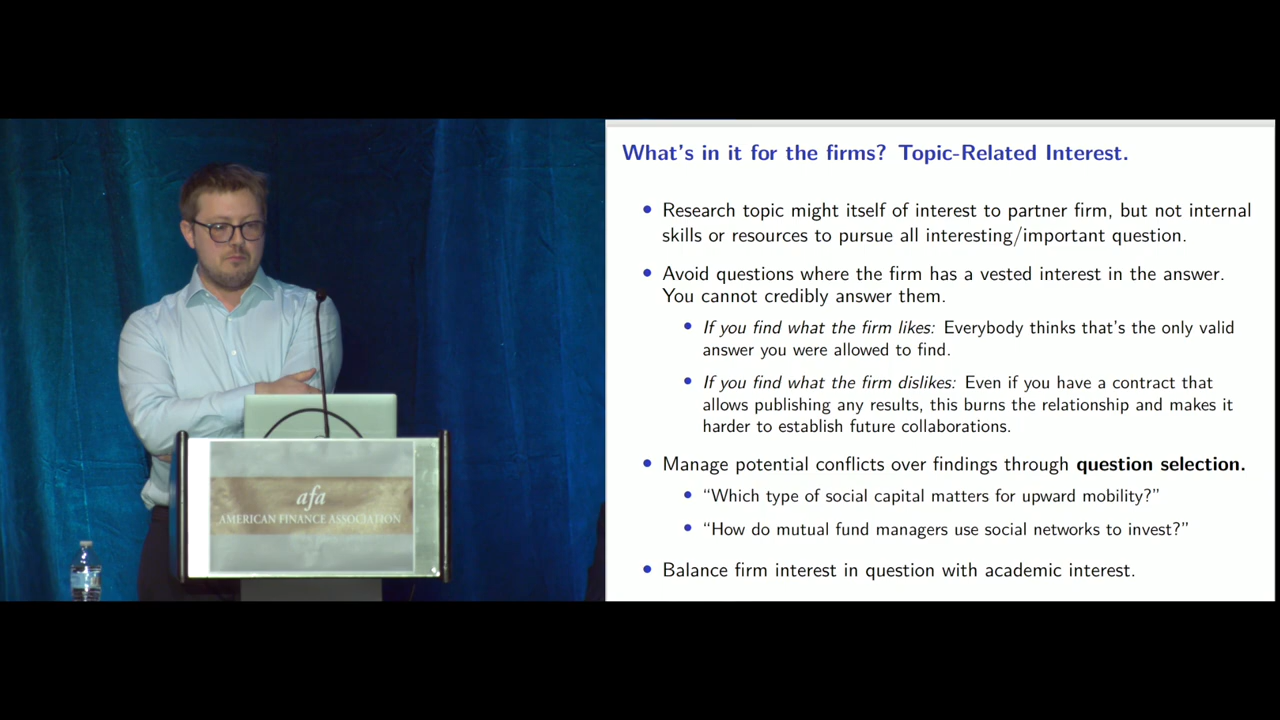 What's in it for the firms? Topic-Related Interest.
Research topic might itself of interest to partner firm, but not internal
skills or resources to pursue all interesting/important question.
Avoid questions where the firm has a vested interest in the answer.
You cannot credibly answer them.
If you find what the firm likes: Everybody thinks that's the only valid
answer you were allowed to find.
If you find what the firm dislikes: Even if you have a contract that
allows publishing any results, this burns the relationship and makes it
harder to establish future collaborations.
Manage potential conflicts over findings through question selection.
“Which type of social capital matters for upward mobility?”
“How do mutual fund managers use social networks to invest?”
Balance firm interest in question with academic interest.
afa
AMERICAN FINANCE ASSOCIATION